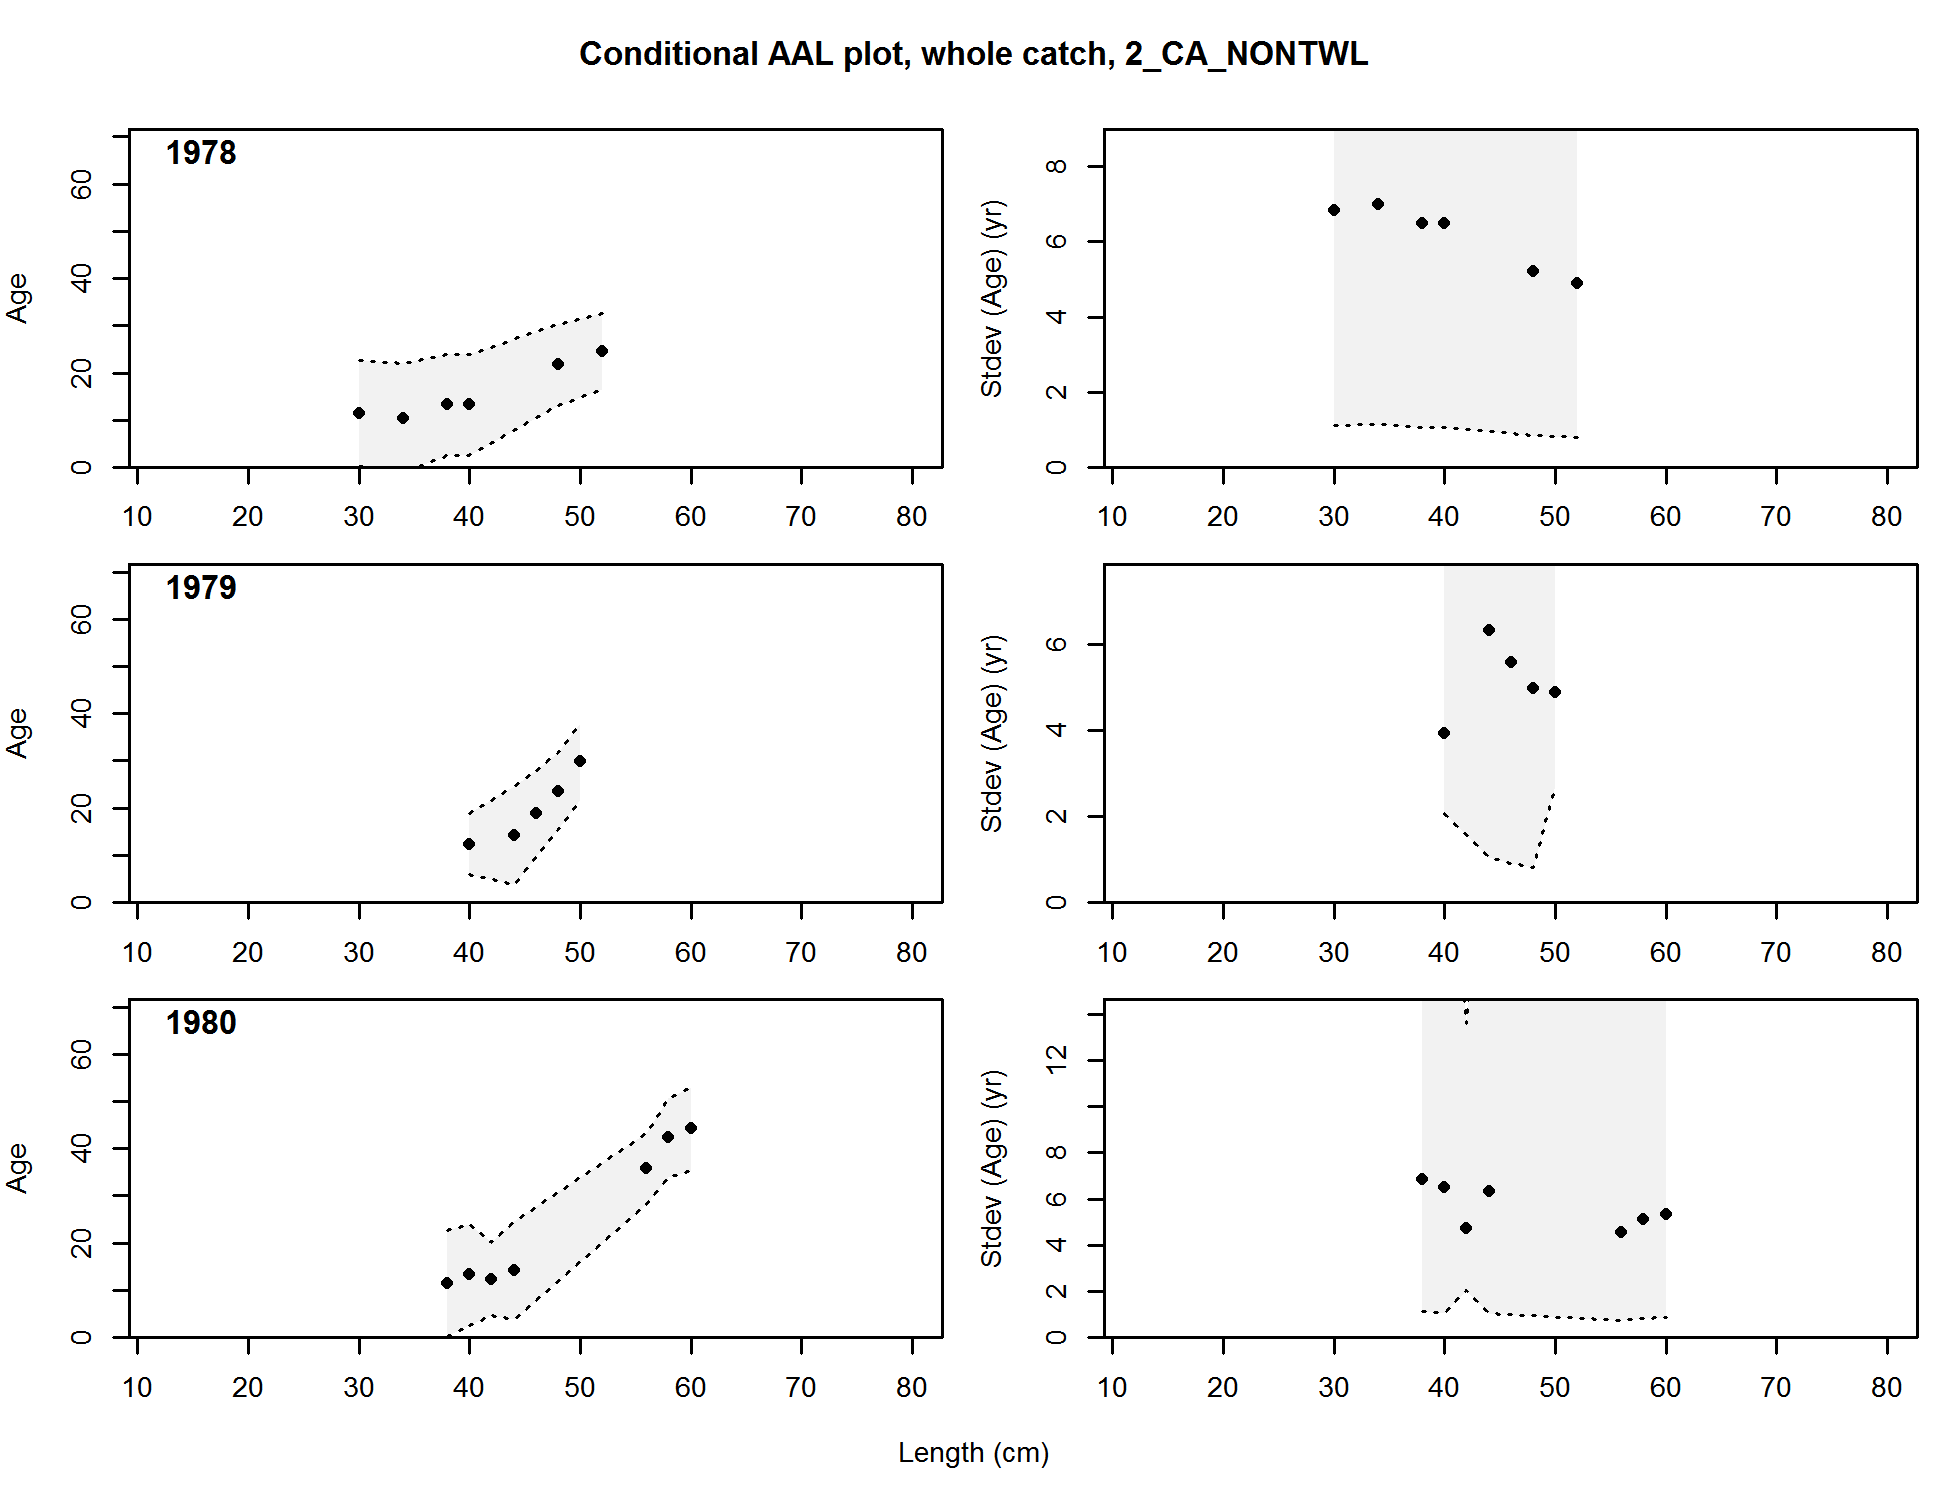 Conditional AAL plot, whole catch, 2_CA_NONTWL
1978
Age
0 20 40 60
10 20 30 40 50 60 70 80
Stdev (Age) (yr)
0 2 4 6 8
10 20 30 40 50 60 70 80
1979
Age
0 20 40 60
10 20 30 40 50 60 70 80
Stdev (Age) (yr)
0 2 4 6
10 20 30 40 50 60 70 80
1980
Age
0 20 40 60
10 20 30 40 50 60 70 80
Stdev (Age) (yr)
0 2 4 6 8 12
10 20 30 40 50 60 70 80
Length (cm)